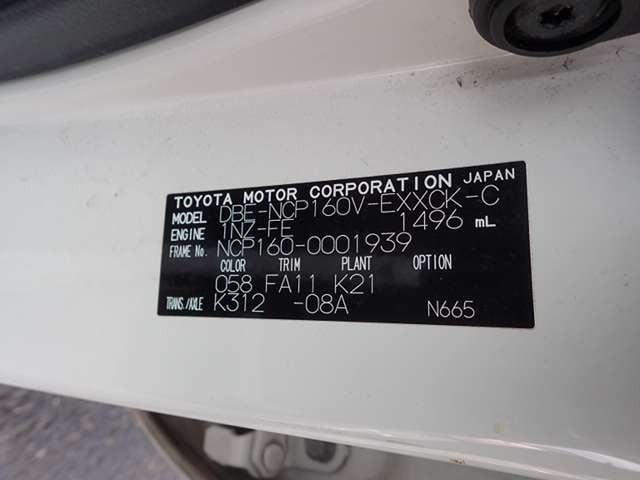 TOYOTA MOTOR CORPORATION JAPAN
MODEL DBE-NCP160V-EXXCK-C
ENGINE 1NZ-FE 1496 mL
FRAME No. NCP160-0001939
COLOR TRIM PLANT OPTION
058 FA11 K21
TRANS./AXLE K312 -08A
N665